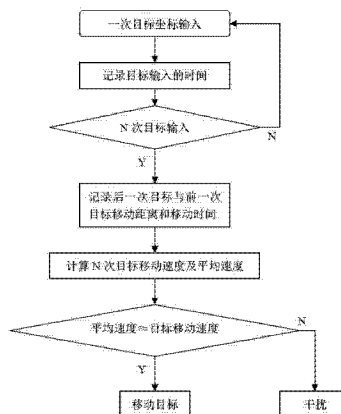 一次目标坐标输入
记录目标输入的时间
N次目标输入
N
Y
记录后一次目标与前一次
目标移动距离和移动时间
计算N次目标移动速度及平均速度
平均速度≈目标移动速度
N
Y
移动目标
干扰